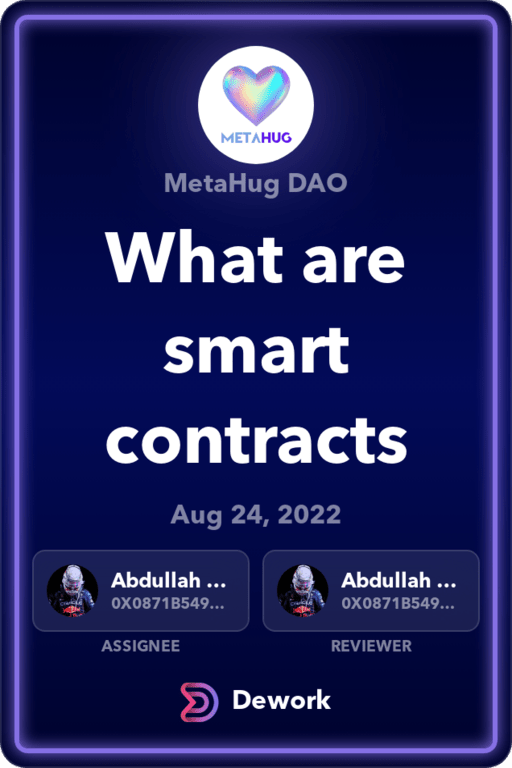 METAHUG
MetaHug DAO
What are
smart
contracts
Aug 24, 2022
Abdullah ...
0X0871B549...
Abdullah ...
0X0871B549...
ASSIGNEE
REVIEWER
Dework